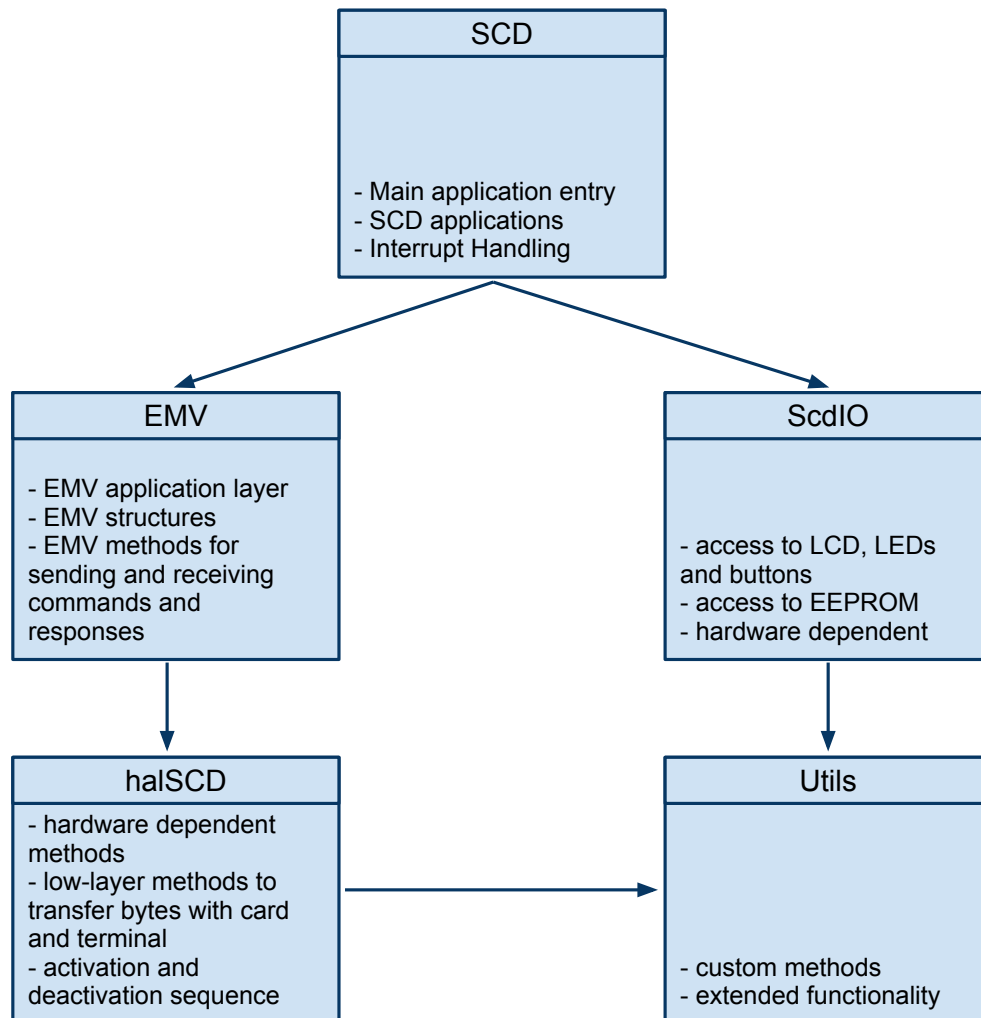 SCD
- Main application entry
- SCD applications
- Interrupt Handling
EMV
- EMV application layer
- EMV structures
- EMV methods for
sending and receiving
commands and
responses
ScdIO
- access to LCD, LEDs
and buttons
- access to EEPROM
- hardware dependent
halSCD
- hardware dependent
methods
- low-layer methods to
transfer bytes with card
and terminal
- activation and
deactivation sequence
Utils
- custom methods
- extended functionality